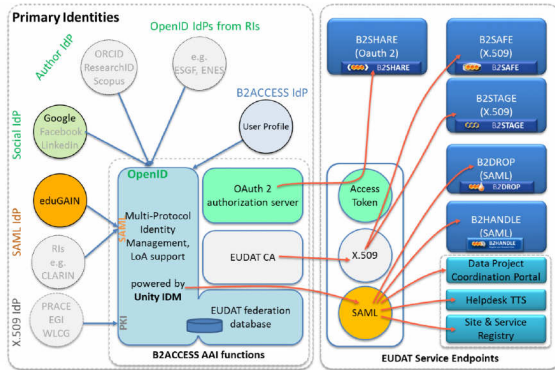 Primary Identities
OpenID IdPs from RIs
Author IdP
ORCID
ResearchID
Scopus
e.g.
ESGF, ENES
B2ACCESS IdP
Social IdP
Google
Facebook
LinkedIn
User Profile
OpenID
SAML IdP
eduGAIN
SAML
Multi-Protocol
Identity
Management,
LoA support
powered by
Unity IDM
RIs
e.g.
CLARIN
X.509 IdP
PRACE
EGI
WLCG
PKI
OAuth 2
authorization server
EUDAT CA
EUDAT federation
database
B2ACCESS AAI functions
B2SHARE
(Oauth 2)
B2SHARE
B2SAFE
(X.509)
B2SAFE
B2STAGE
(X.509)
B2STAGE
B2DROP
(SAML)
B2DROP
B2HANDLE
(SAML)
B2HANDLE
Access
Token
X.509
SAML
Data Project
Coordination Portal
Helpdesk TTS
Site & Service
Registry
EUDAT Service Endpoints